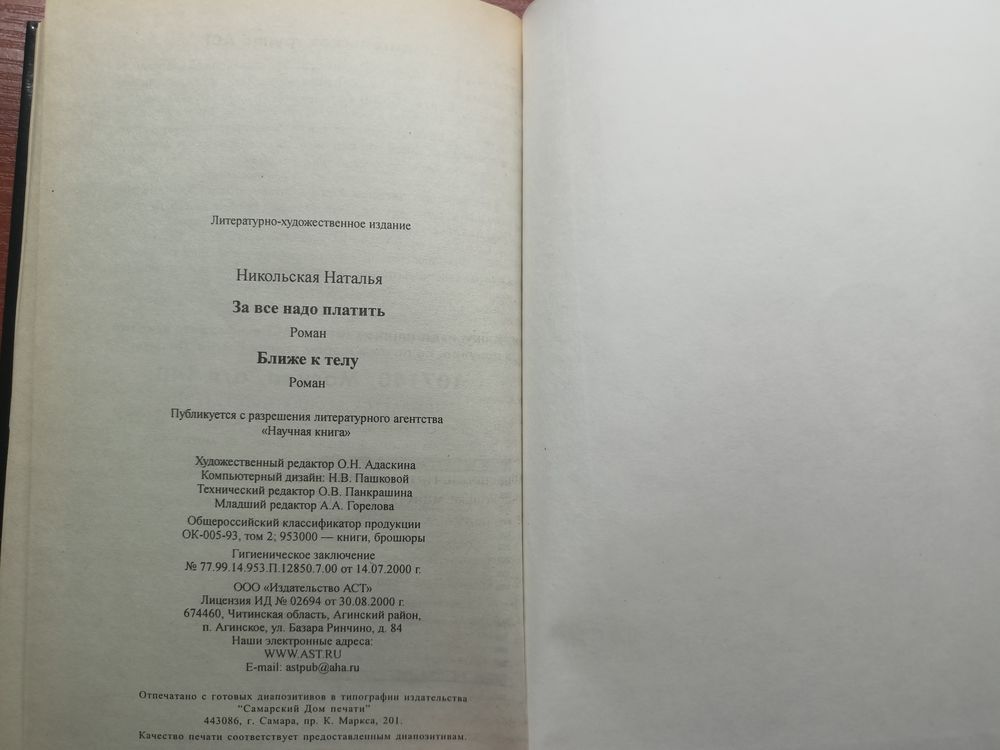 Литературно-художественное издание
Никольская Наталья
За все надо платить
Роман
Ближе к телу
Роман
Публикуется с разрешения литературного агентства
«Научная книга»
Художественный редактор О.Н. Адаскина
Компьютерный дизайн: Н.В. Пашковой
Технический редактор О.В. Панкрашина
Младший редактор А.А. Горелова
Общероссийский классификатор продукции
ОК-005-93, том 2; 953000 — книги, брошюры
Гигиеническое заключение
№ 77.99.14.953.П.12850.7.00 от 14.07.2000 г.
ООО «Издательство АСТ»
Лицензия ИД № 02694 от 30.08.2000 г.
674460, Читинская область, Агинский район,
п. Агинское, ул. Базара Ринчино, д. 84
Наши электронные адреса:
WWW.AST.RU
E-mail: astpub@aha.ru
Отпечатано с готовых диапозитивов в типографии издательства
"Самарский Дом печати"
443086, г. Самара, пр. К. Маркса, 201.
Качество печати соответствует предоставленным диапозитивам.